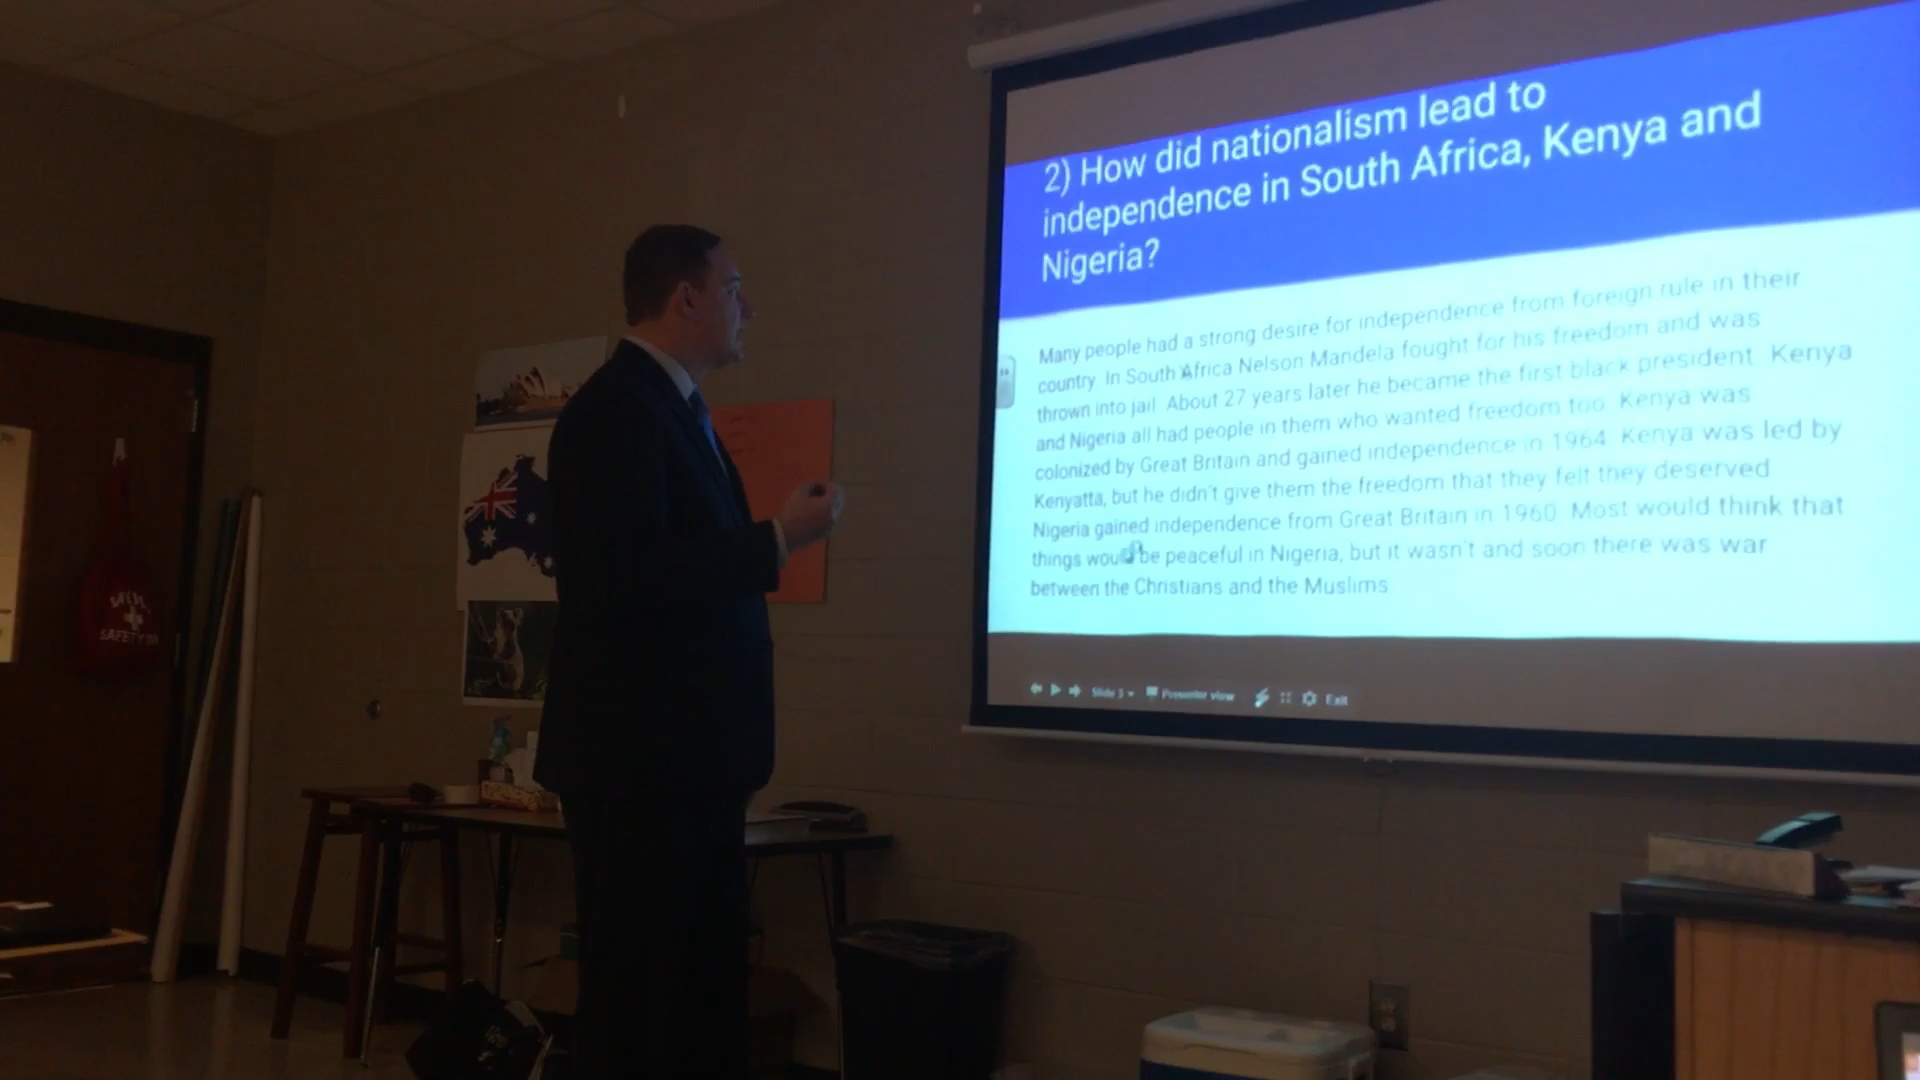 2) How did nationalism lead to
independence in South Africa, Kenya and
Nigeria?
Many people had a strong desire for independence from foreign rule in their
country. In South Africa Nelson Mandela fought for his freedom and was
thrown into jail. About 27 years later he became the first black president. Kenya
and Nigeria all had people in them who wanted freedom too. Kenya was
colonized by Great Britain and gained independence in 1964. Kenya was led by
Kenyatta, but he didn't give them the freedom that they felt they deserved.
Nigeria gained independence from Great Britain in 1960. Most would think that
things would be peaceful in Nigeria, but it wasn't and soon there was war
between the Christians and the Muslims.
Slide 3 Presenter view Exit
SAFETY